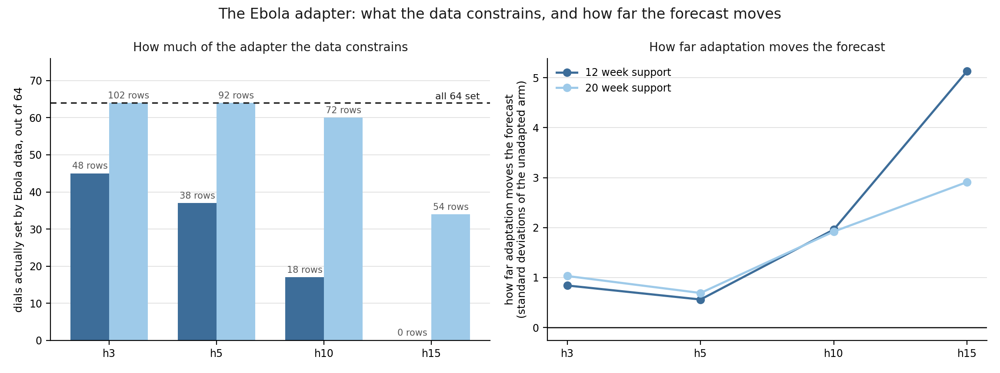 The Ebola adapter: what the data constrains, and how far the forecast moves
How much of the adapter the data constrains
dials actually set by Ebola data, out of 64
70
60
50
40
30
20
10
0
48 rows
102 rows
38 rows
92 rows
18 rows
72 rows
0 rows
54 rows
all 64 set
h3
h5
h10
h15
How far adaptation moves the forecast
how far adaptation moves the forecast
(standard deviations of the unadapted arm)
5
4
3
2
1
0
12 week support
20 week support
h3
h5
h10
h15